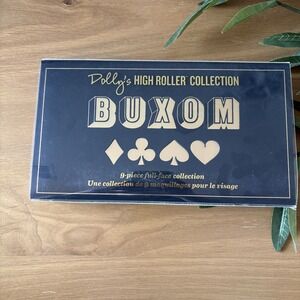 Dolly's HIGH ROLLER COLLECTION
BUXOM
9-piece full-face collection
Une collection de 9 maquillages pour le visage